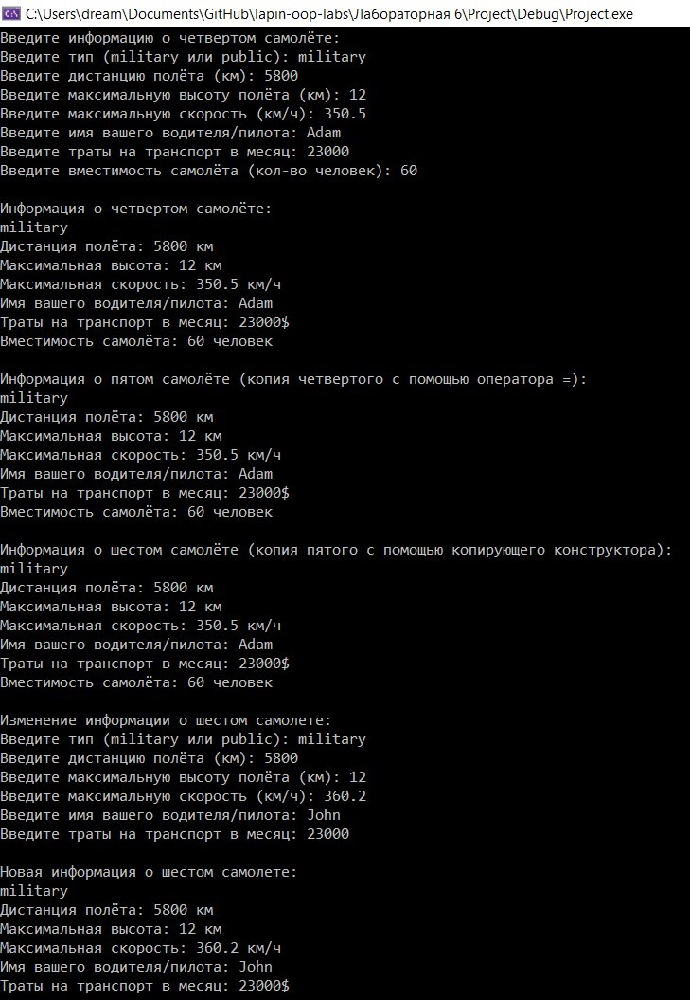 C:\Users\dream\Documents\GitHub\lapin-oop-labs\Лабораторная 6\Project\Debug\Project.exe
Введите информацию о четвертом самолёте:
Введите тип (military или public): military
Введите дистанцию полёта (км): 5800
Введите максимальную высоту полёта (км): 12
Введите максимальную скорость (км/ч): 350.5
Введите имя вашего водителя/пилота: Adam
Введите траты на транспорт в месяц: 23000
Введите вместимость самолёта (кол-во человек): 60
Информация о четвертом самолёте:
military
Дистанция полёта: 5800 км
Максимальная высота: 12 км
Максимальная скорость: 350.5 км/ч
Имя вашего водителя/пилота: Adam
Траты на транспорт в месяц: 23000$
Вместимость самолёта: 60 человек
Информация о пятом самолёте (копия четвертого с помощью оператора =):
military
Дистанция полёта: 5800 км
Максимальная высота: 12 км
Максимальная скорость: 350.5 км/ч
Имя вашего водителя/пилота: Adam
Траты на транспорт в месяц: 23000$
Вместимость самолёта: 60 человек
Информация о шестом самолёте (копия пятого с помощью копирующего конструктора):
military
Дистанция полёта: 5800 км
Максимальная высота: 12 км
Максимальная скорость: 350.5 км/ч
Имя вашего водителя/пилота: Adam
Траты на транспорт в месяц: 23000$
Вместимость самолёта: 60 человек
Изменение информации о шестом самолете:
Введите тип (military или public): military
Введите дистанцию полёта (км): 5800
Введите максимальную высоту полёта (км): 12
Введите максимальную скорость (км/ч): 360.2
Введите имя вашего водителя/пилота: John
Введите траты на транспорт в месяц: 23000
Новая информация о шестом самолете:
military
Дистанция полёта: 5800 км
Максимальная высота: 12 км
Максимальная скорость: 360.2 км/ч
Имя вашего водителя/пилота: John
Траты на транспорт в месяц: 23000$